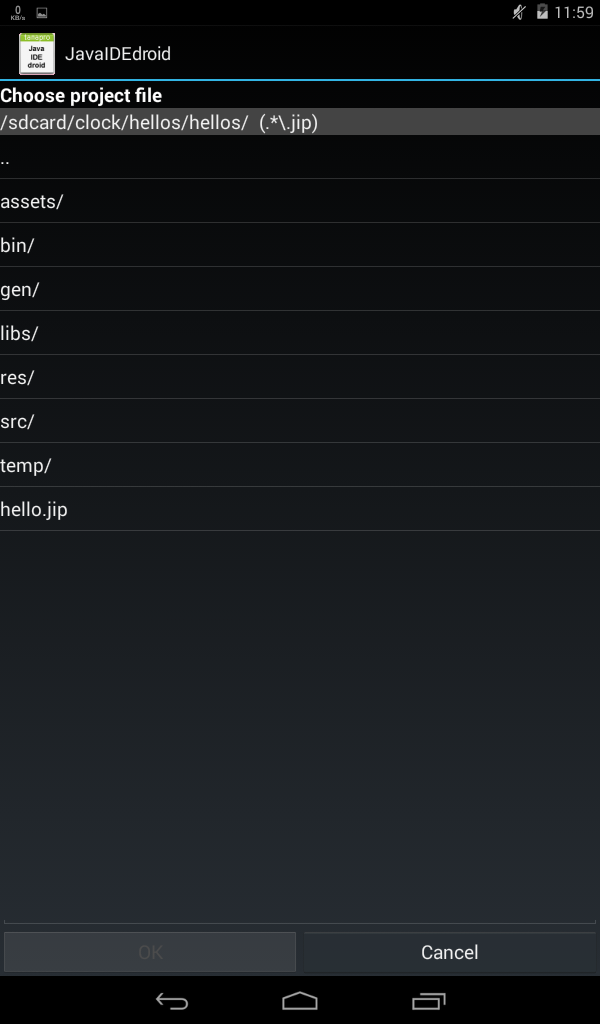 0
KB/s
11:59
tanapro
Java
IDE
droid
JavaIDEdroid
Choose project file
/sdcard/clock/hellos/hellos/  (.*\.jip)
..
assets/
bin/
gen/
libs/
res/
src/
temp/
hello.jip
OK
Cancel